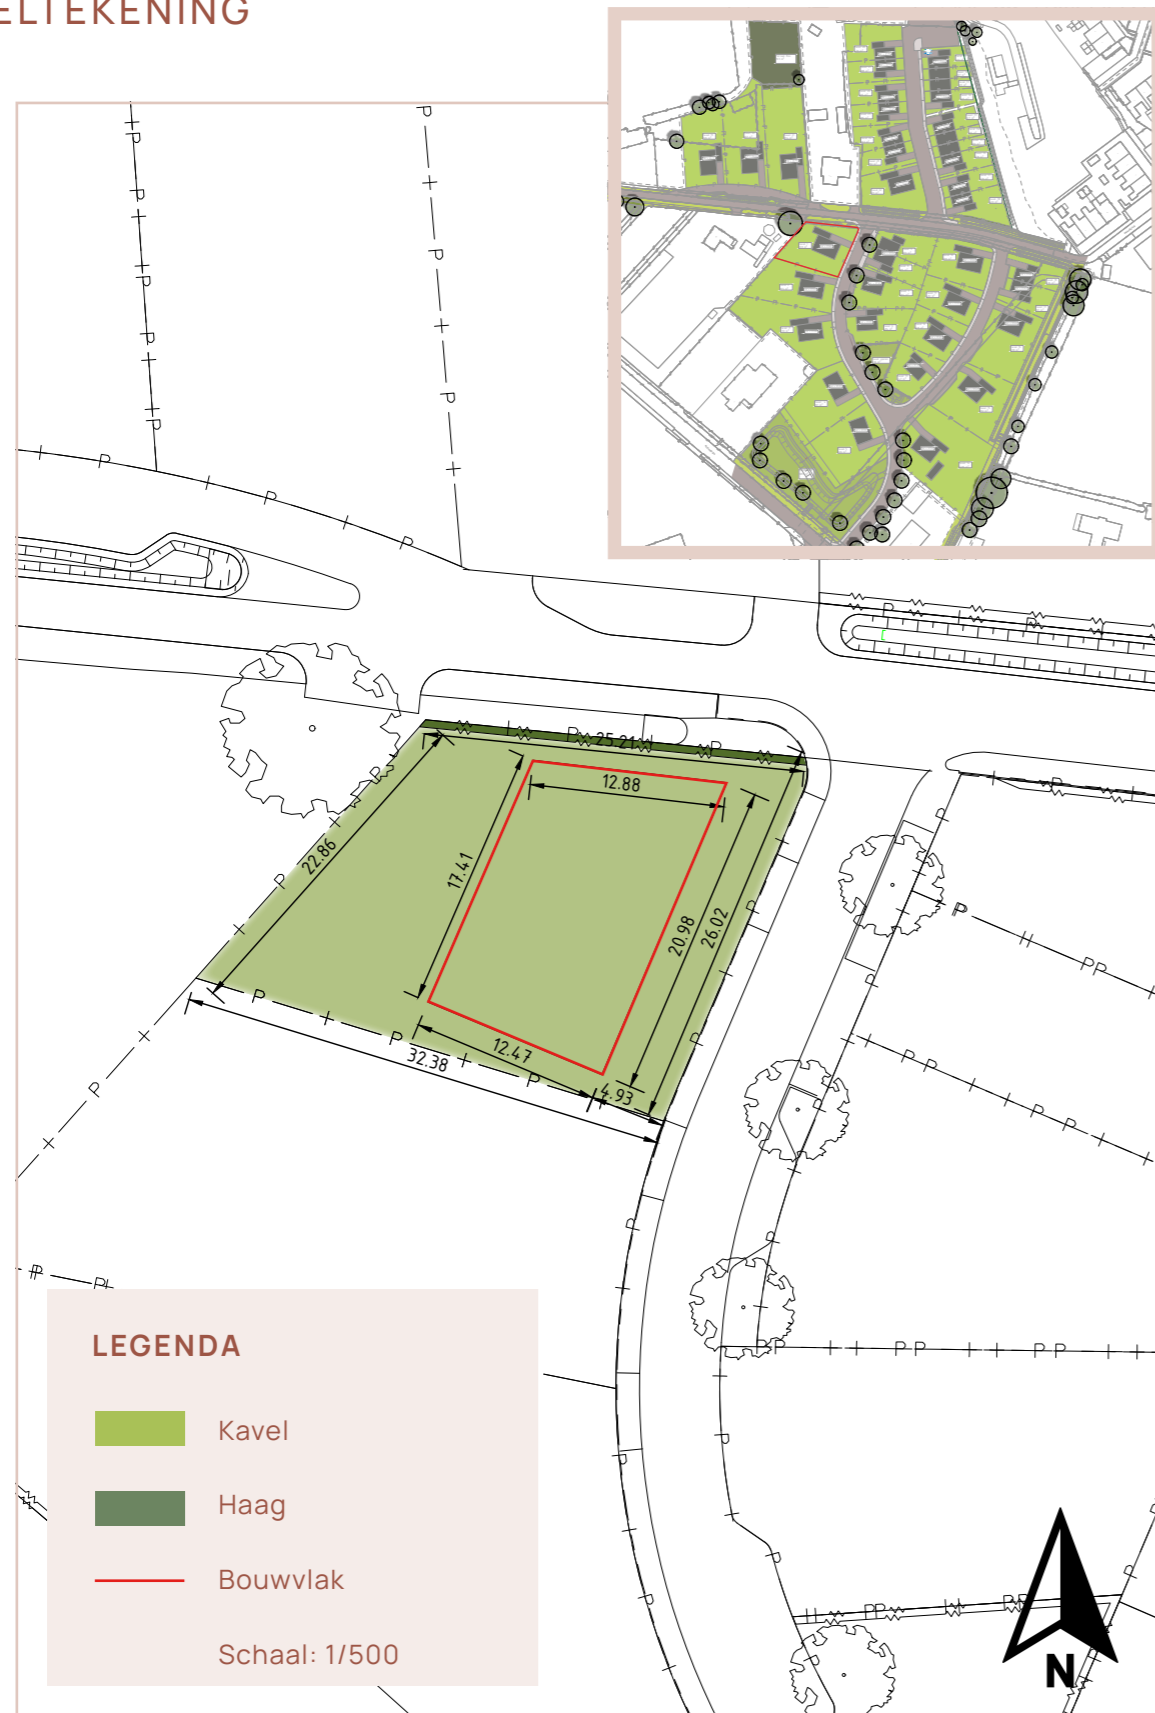 ELTEKENING
25.21
12.88
17.41
22.86
20.98
26.02
12.47
4.93
32.38
LEGENDA
Kavel
Haag
Bouwvlak
Schaal: 1/500
N